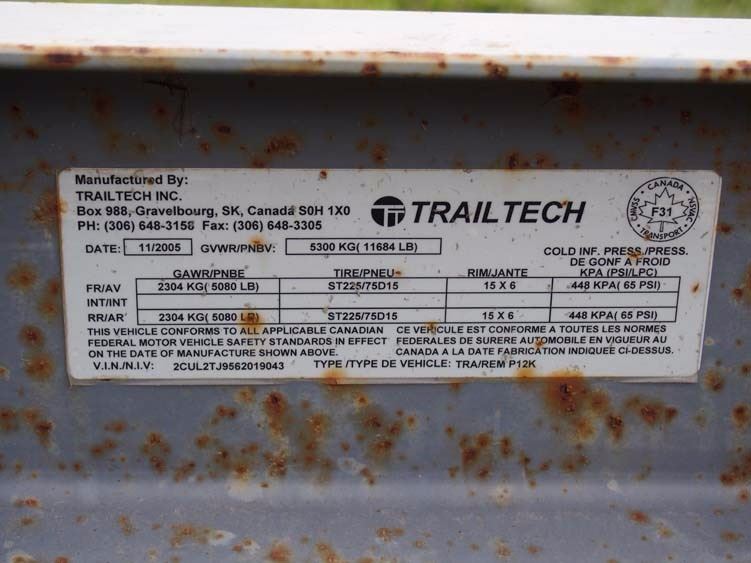 Manufactured By:
TRAILTECH INC.
Box 988, Gravelbourg, SK, Canada S0H 1X0
PH: (306) 648-3158 Fax: (306) 648-3305
TRAILTECH
CANADA
CMVSS NSVAC
F31
TRANSPORT
DATE: 11/2005 GVWR/PNBV: 5300 KG( 11684 LB)
COLD INF. PRESS./PRESS.
DE GONF A FROID
GAWR/PNBE TIRE/PNEU RIM/JANTE KPA (PSI/LPC)
FR/AV 2304 KG( 5080 LB) ST225/75D15 15 X 6 448 KPA( 65 PSI)
INT/INT
RR/AR 2304 KG( 5080 LB) ST225/75D15 15 X 6 448 KPA( 65 PSI)
THIS VEHICLE CONFORMS TO ALL APPLICABLE CANADIAN
FEDERAL MOTOR VEHICLE SAFETY STANDARDS IN EFFECT
ON THE DATE OF MANUFACTURE SHOWN ABOVE.
CE VEHICULE EST CONFORME A TOUTES LES NORMES
FEDERALES DE SURERE AUTOMOBILE EN VIGUEUR AU
CANADA A LA DATE FABRICATION INDIQUEE CI-DESSUS.
V.I.N./N.I.V: 2CUL2TJ9562019043 TYPE /TYPE DE VEHICLE: TRA/REM P12K